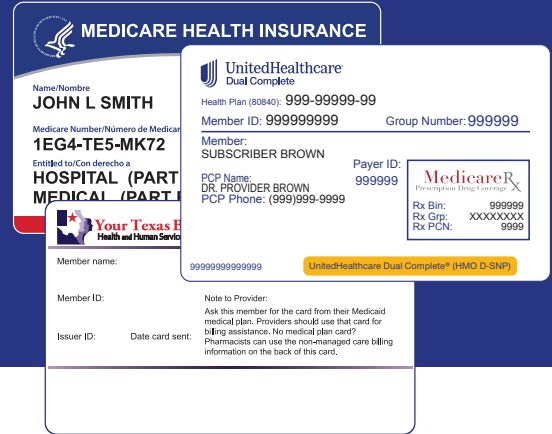 MEDICARE HEALTH INSURANCE
Name/Nombre
JOHN L SMITH
Medicare Number/Número de Medicar
1EG4-TE5-MK72
Entitled to/Con derecho a
HOSPITAL (PART
MEDICAL (PART
UnitedHealthcare
Dual Complete
Health Plan (80840): 999-99999-99
Member ID: 999999999 Group Number: 999999
Member:
SUBSCRIBER BROWN
Payer ID:
999999
PCP Name:
DR. PROVIDER BROWN
PCP Phone: (999)999-9999
MedicareRx
Prescription Drug Coverage
Rx Bin: 999999
Rx Grp: XXXXXXXX
Rx PCN: 9999
99999999999999 UnitedHealthcare Dual Complete® (HMO D-SNP)
Your Texas B
Health and Human Servic
Member name:
Member ID:
Issuer ID: Date card sent:
Note to Provider:
Ask this member for the card from their Medicaid
medical plan. Providers should use that card for
billing assistance. No medical plan card?
Pharmacists can use the non-managed care billing
information on the back of this card.